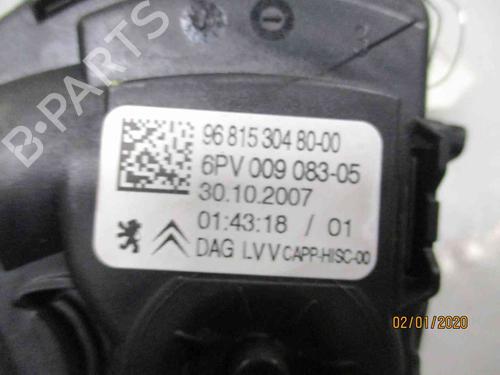 B-PARTS
3
96 815 304 80-00
6PV 009 083-05
30.10.2007
01:43:18 / 01
DAG LVV CAPP-HISC-00
02/01/2020